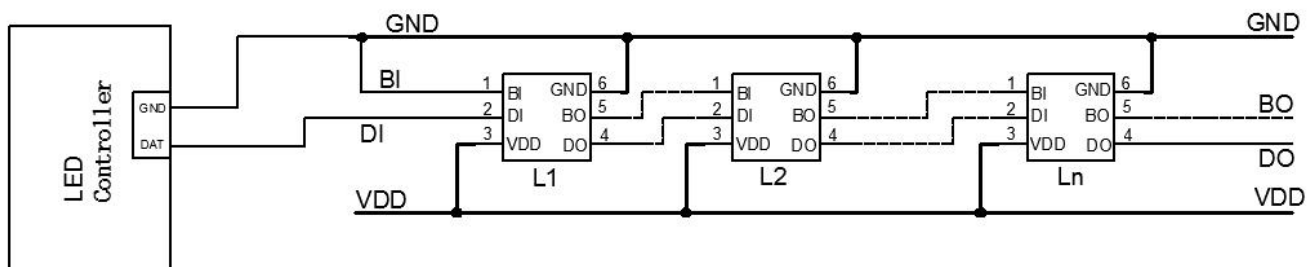 GND GND
LED Controller
GND
DAT
BI
DI
1 BI GND 6
2 DI BO 5
3 VDD DO 4
L1
1 BI GND 6
2 DI BO 5
3 VDD DO 4
L2
1 BI GND 6
2 DI BO 5
3 VDD DO 4
Ln
BO
DO
VDD VDD